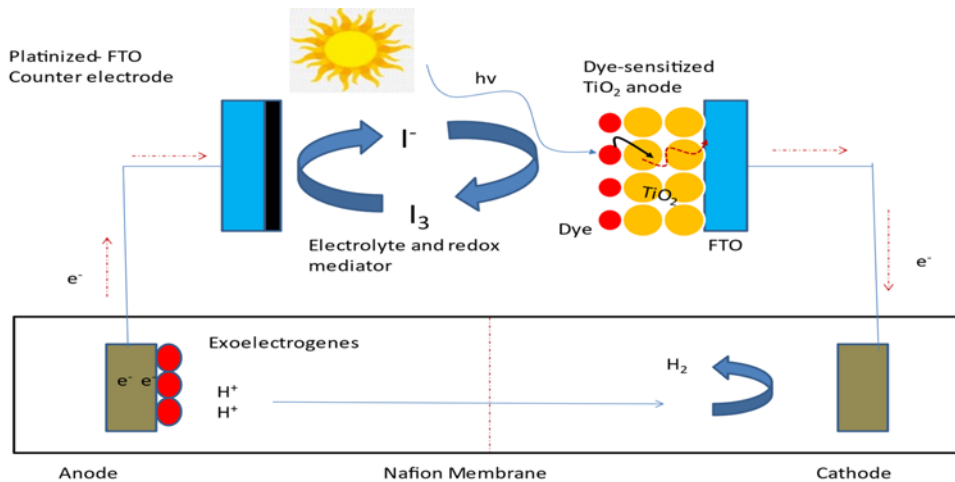 Platinized- FTO
Counter electrode
hv
Dye-sensitized
TiO₂ anode
I⁻
I₃
Electrolyte and redox
mediator
TiO₂
Dye
FTO
e⁻
e⁻
Exoelectrogenes
e⁻ e⁻
H⁺
H⁺
H₂
Anode
Nafion Membrane
Cathode